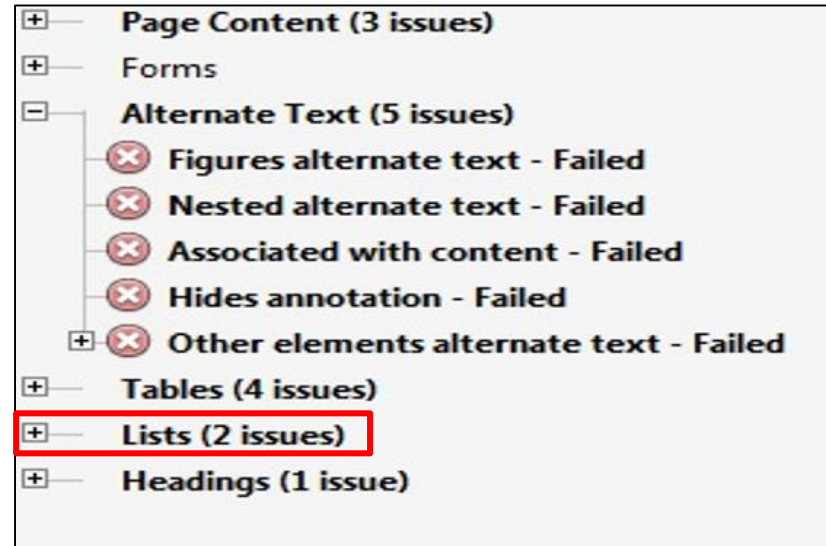 Page Content (3 issues)
Forms
Alternate Text (5 issues)
Figures alternate text - Failed
Nested alternate text - Failed
Associated with content - Failed
Hides annotation - Failed
Other elements alternate text - Failed
Tables (4 issues)
Lists (2 issues)
Headings (1 issue)